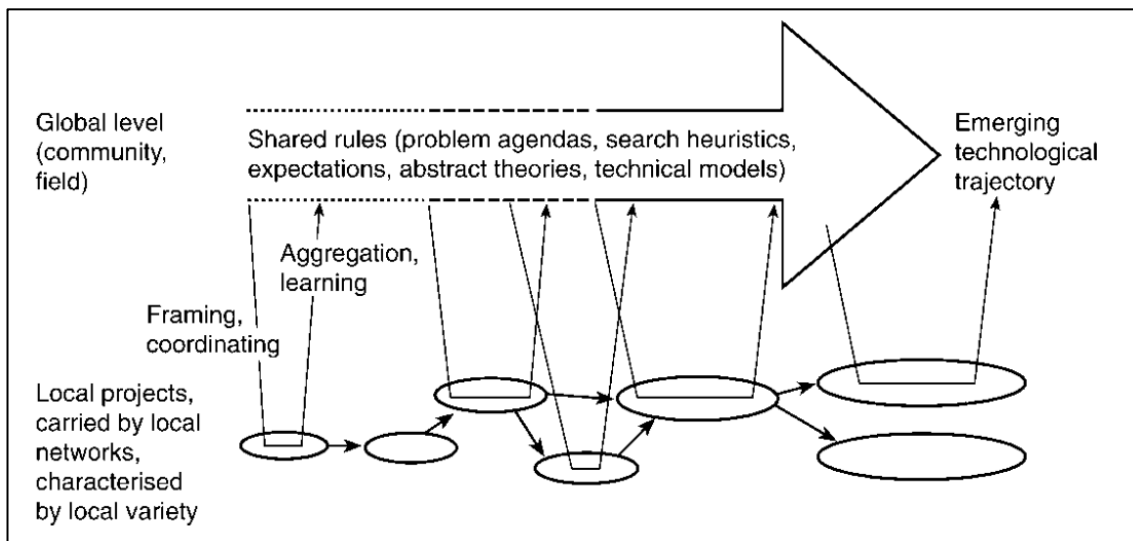 Global level
(community,
field)
Shared rules (problem agendas, search heuristics,
expectations, abstract theories, technical models)
Emerging
technological
trajectory
Aggregation,
learning
Framing,
coordinating
Local projects,
carried by local
networks,
characterised
by local variety